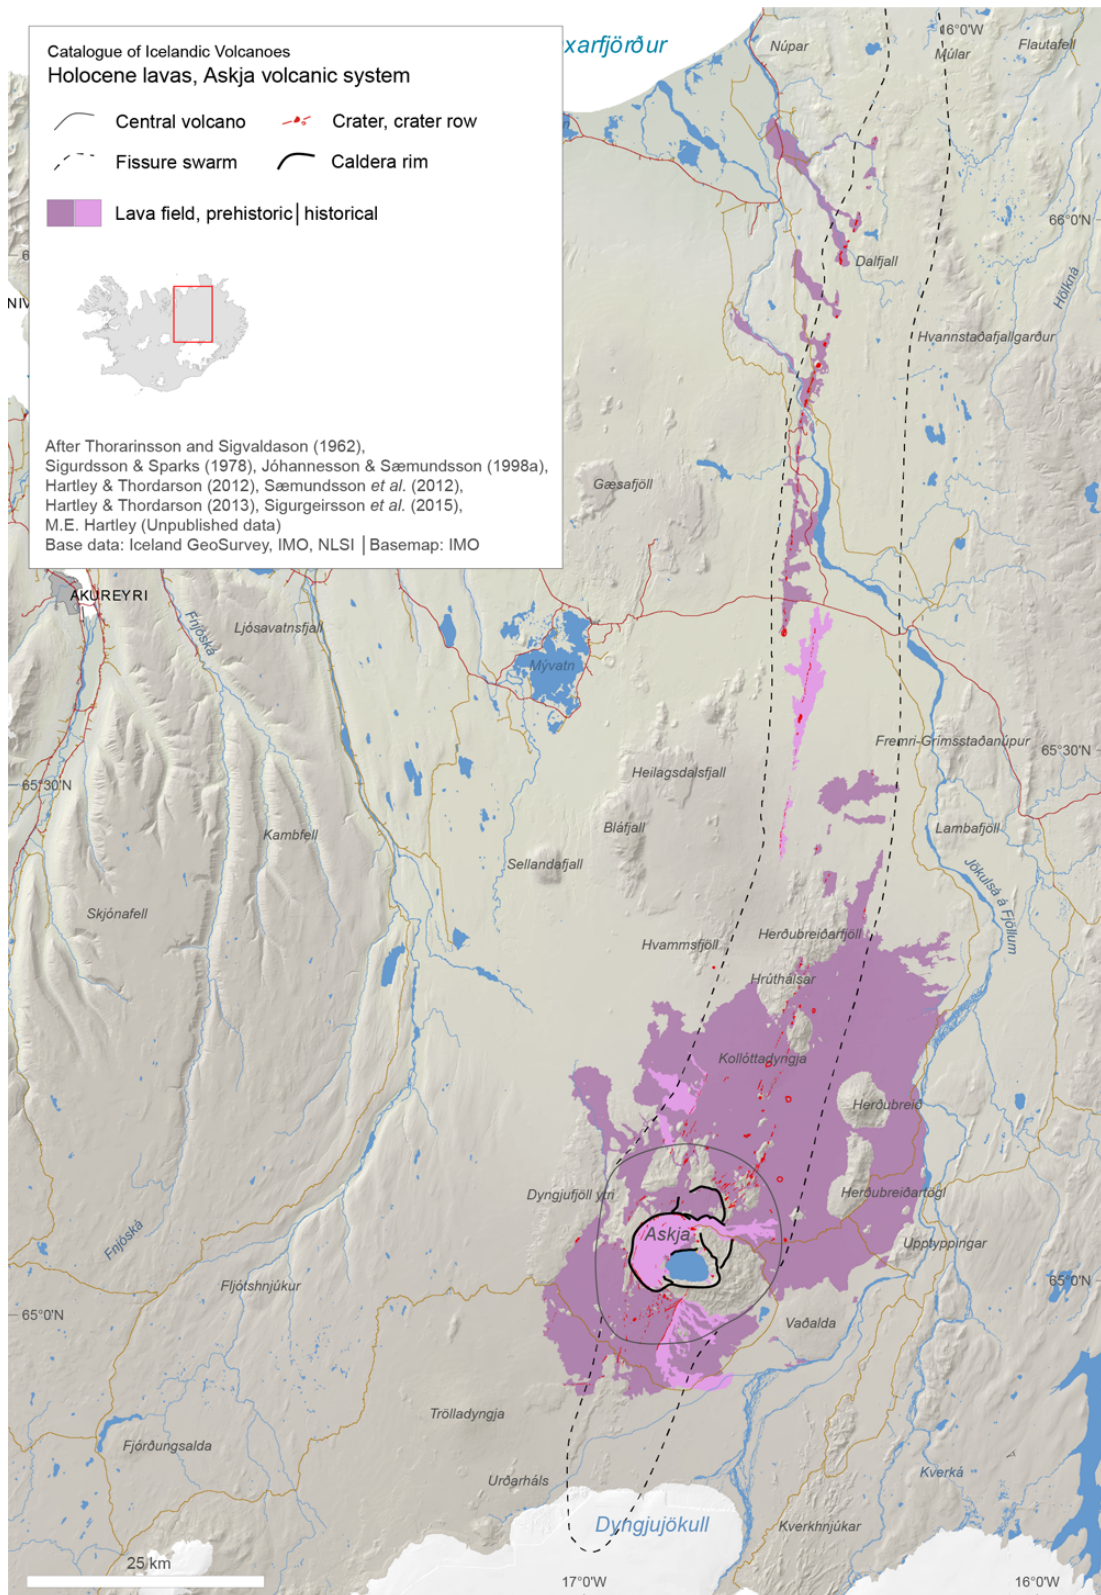 Catalogue of Icelandic Volcanoes
Holocene lavas, Askja volcanic system
Central volcano
Crater, crater row
Fissure swarm
Caldera rim
Lava field, prehistoric | historical
After Thorarinsson and Sigvaldason (1962),
Sigurdsson & Sparks (1978), Jóhannesson & Sæmundsson (1998a),
Hartley & Thordarson (2012), Sæmundsson et al. (2012),
Hartley & Thordarson (2013), Sigurgeirsson et al. (2015),
M.E. Hartley (Unpublished data)
Base data: Iceland GeoSurvey, IMO, NLSI | Basemap: IMO
xarfjörður
Núpar
16°0'W
Múlar
Flautafell
66°0'N
Dalfjall
Hölkná
Hvannstaðafjallgarður
Gæsafjöll
AKUREYRI
Fnjóská
Ljósavatnsfjall
Mývatn
Fremri-Grímsstaðanúpur
65°30'N
Heilagsdalsfjall
65°30'N
Bláfjall
Lambafjöll
Kambfell
Sellandafjall
Jökulsá á Fjöllum
Skjónafell
Herðubreiðarfjöll
Hvammsfjöll
Hrúthálsar
Kollóttadyngja
Herðubreið
Dyngjufjöll ytri
Herðubreiðartögl
Askja
Fnjóská
Upptyppingar
65°0'N
Fljótshnjúkur
65°0'N
Vaðalda
Trölladyngja
Fjórðungsalda
Urðarháls
Kverká
Dyngjujökull
Kverkhnjúkar
25 km
17°0'W
16°0'W